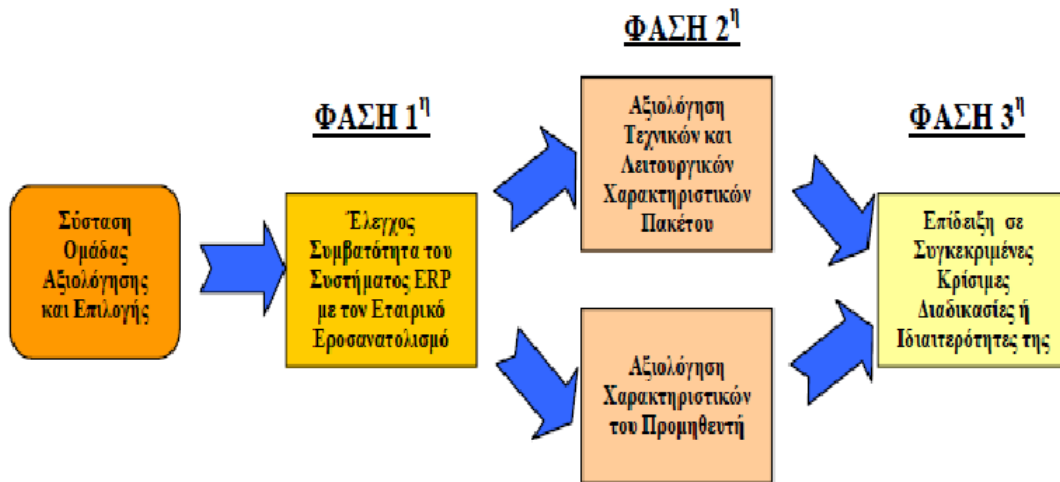 ΦΑΣΗ 1η
ΦΑΣΗ 2η
ΦΑΣΗ 3η
Σύσταση
Ομάδας
Αξιολόγησης
και Επιλογής
Έλεγχος
Συμβατότητα του
Συστήματος ERP
με τον Εταιρικό
Εροσανατολισμό
Αξιολόγηση
Τεχνικών και
Λειτουργικών
Χαρακτηριστικών
Πακέτου
Αξιολόγηση
Χαρακτηριστικών
του Προμηθευτή
Επίδειξη σε
Συγκεκριμένες
Κρίσιμες
Διαδικασίες ή
Ιδιαιτερότητες της